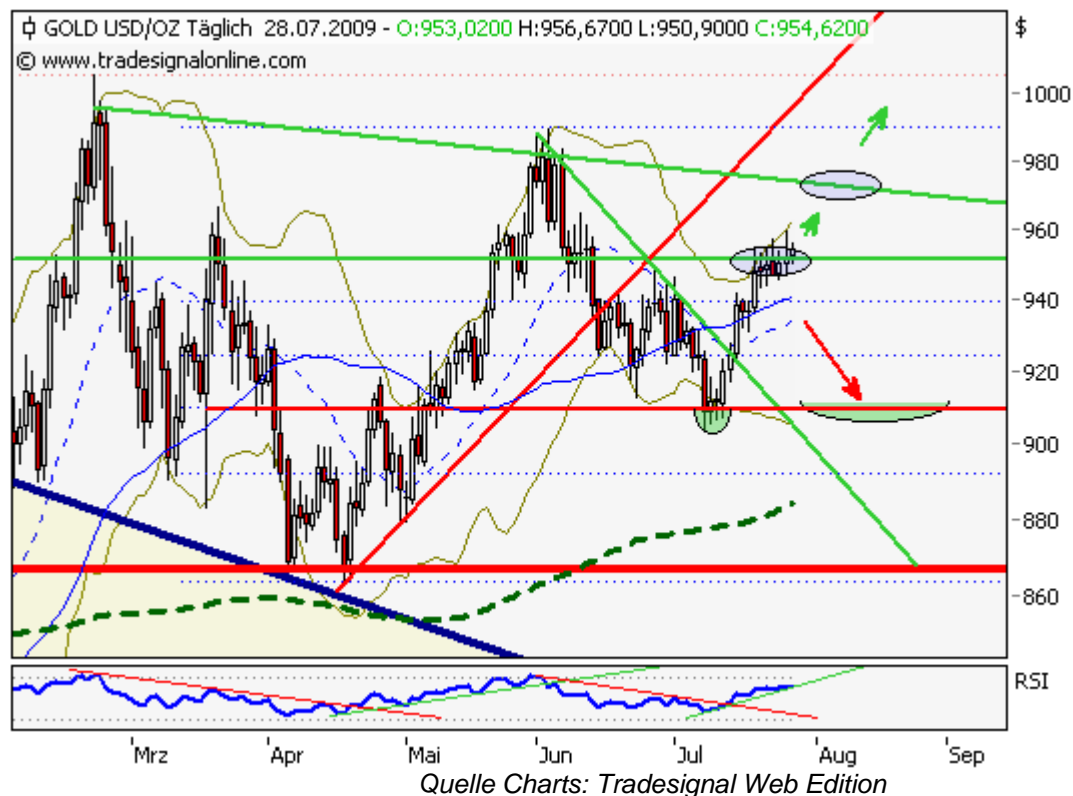 GOLD USD/OZ Täglich 28.07.2009 - O:953,0200 H:956,6700 L:950,9000 C:954,6200
$
© www.tradesignalonline.com
1000
980
960
940
920
900
880
860
RSI
Mrz Apr Mai Jun Jul Aug Sep
Quelle Charts: Tradesignal Web Edition